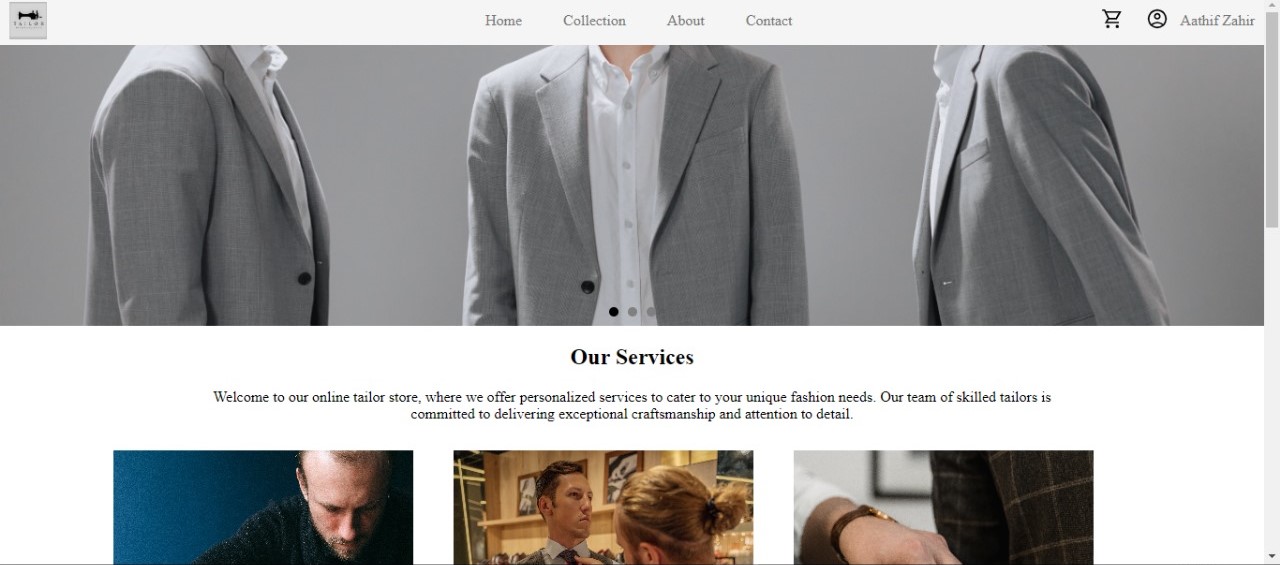 TAILOR
Home Collection About Contact Aathif Zahir
Our Services
Welcome to our online tailor store, where we offer personalized services to cater to your unique fashion needs. Our team of skilled tailors is
committed to delivering exceptional craftsmanship and attention to detail.